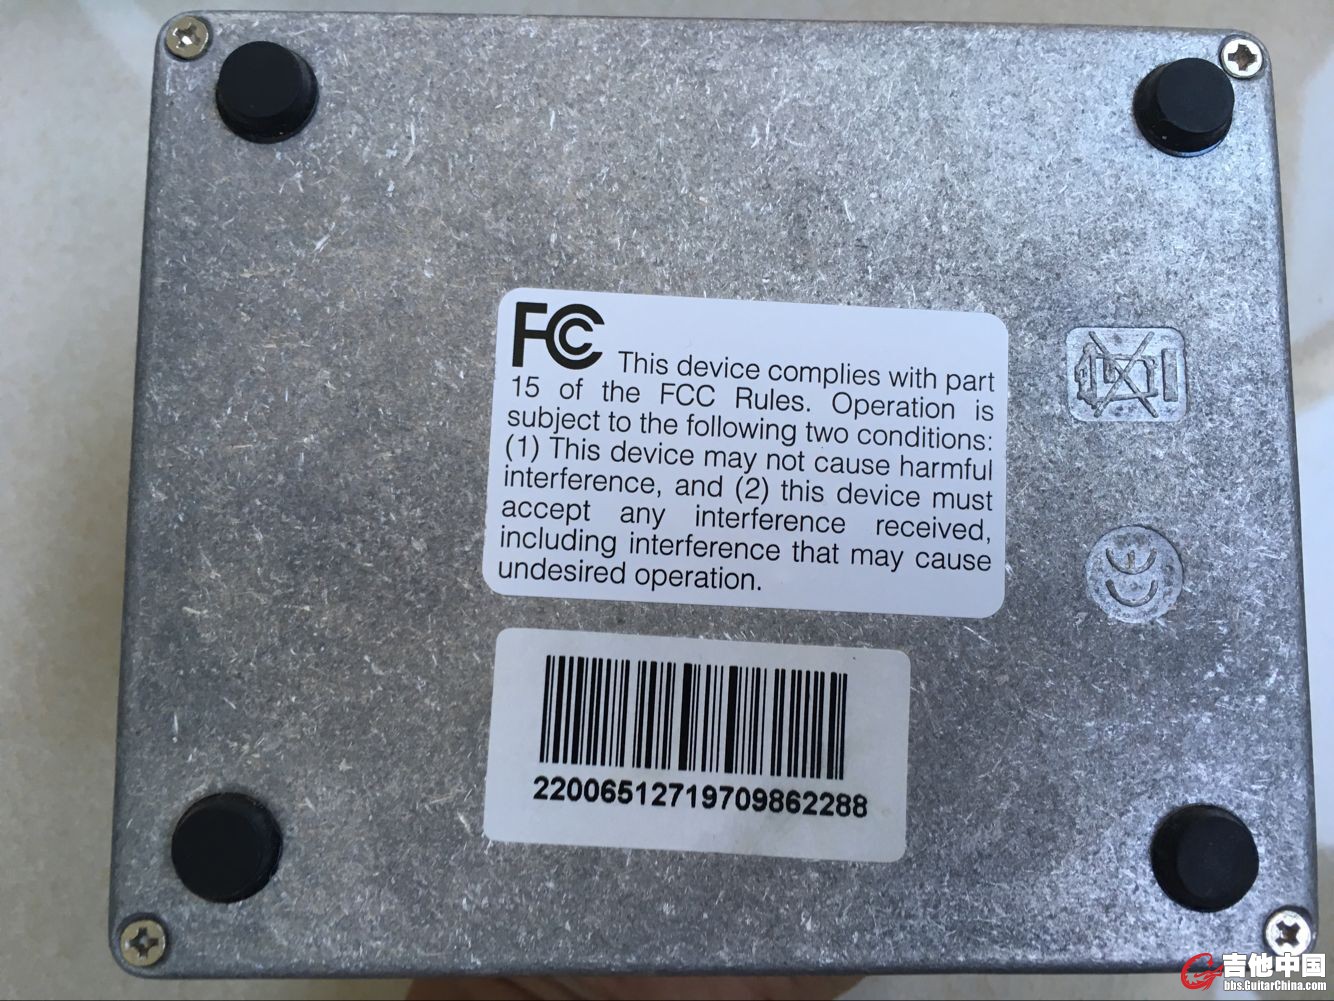 FC This device complies with part
15 of the FCC Rules. Operation is
subject to the following two conditions:
(1) This device may not cause harmful
interference, and (2) this device must
accept any interference received,
including interference that may cause
undesired operation.
22006512719709862288
吉他中国
bbs.GuitarChina.com